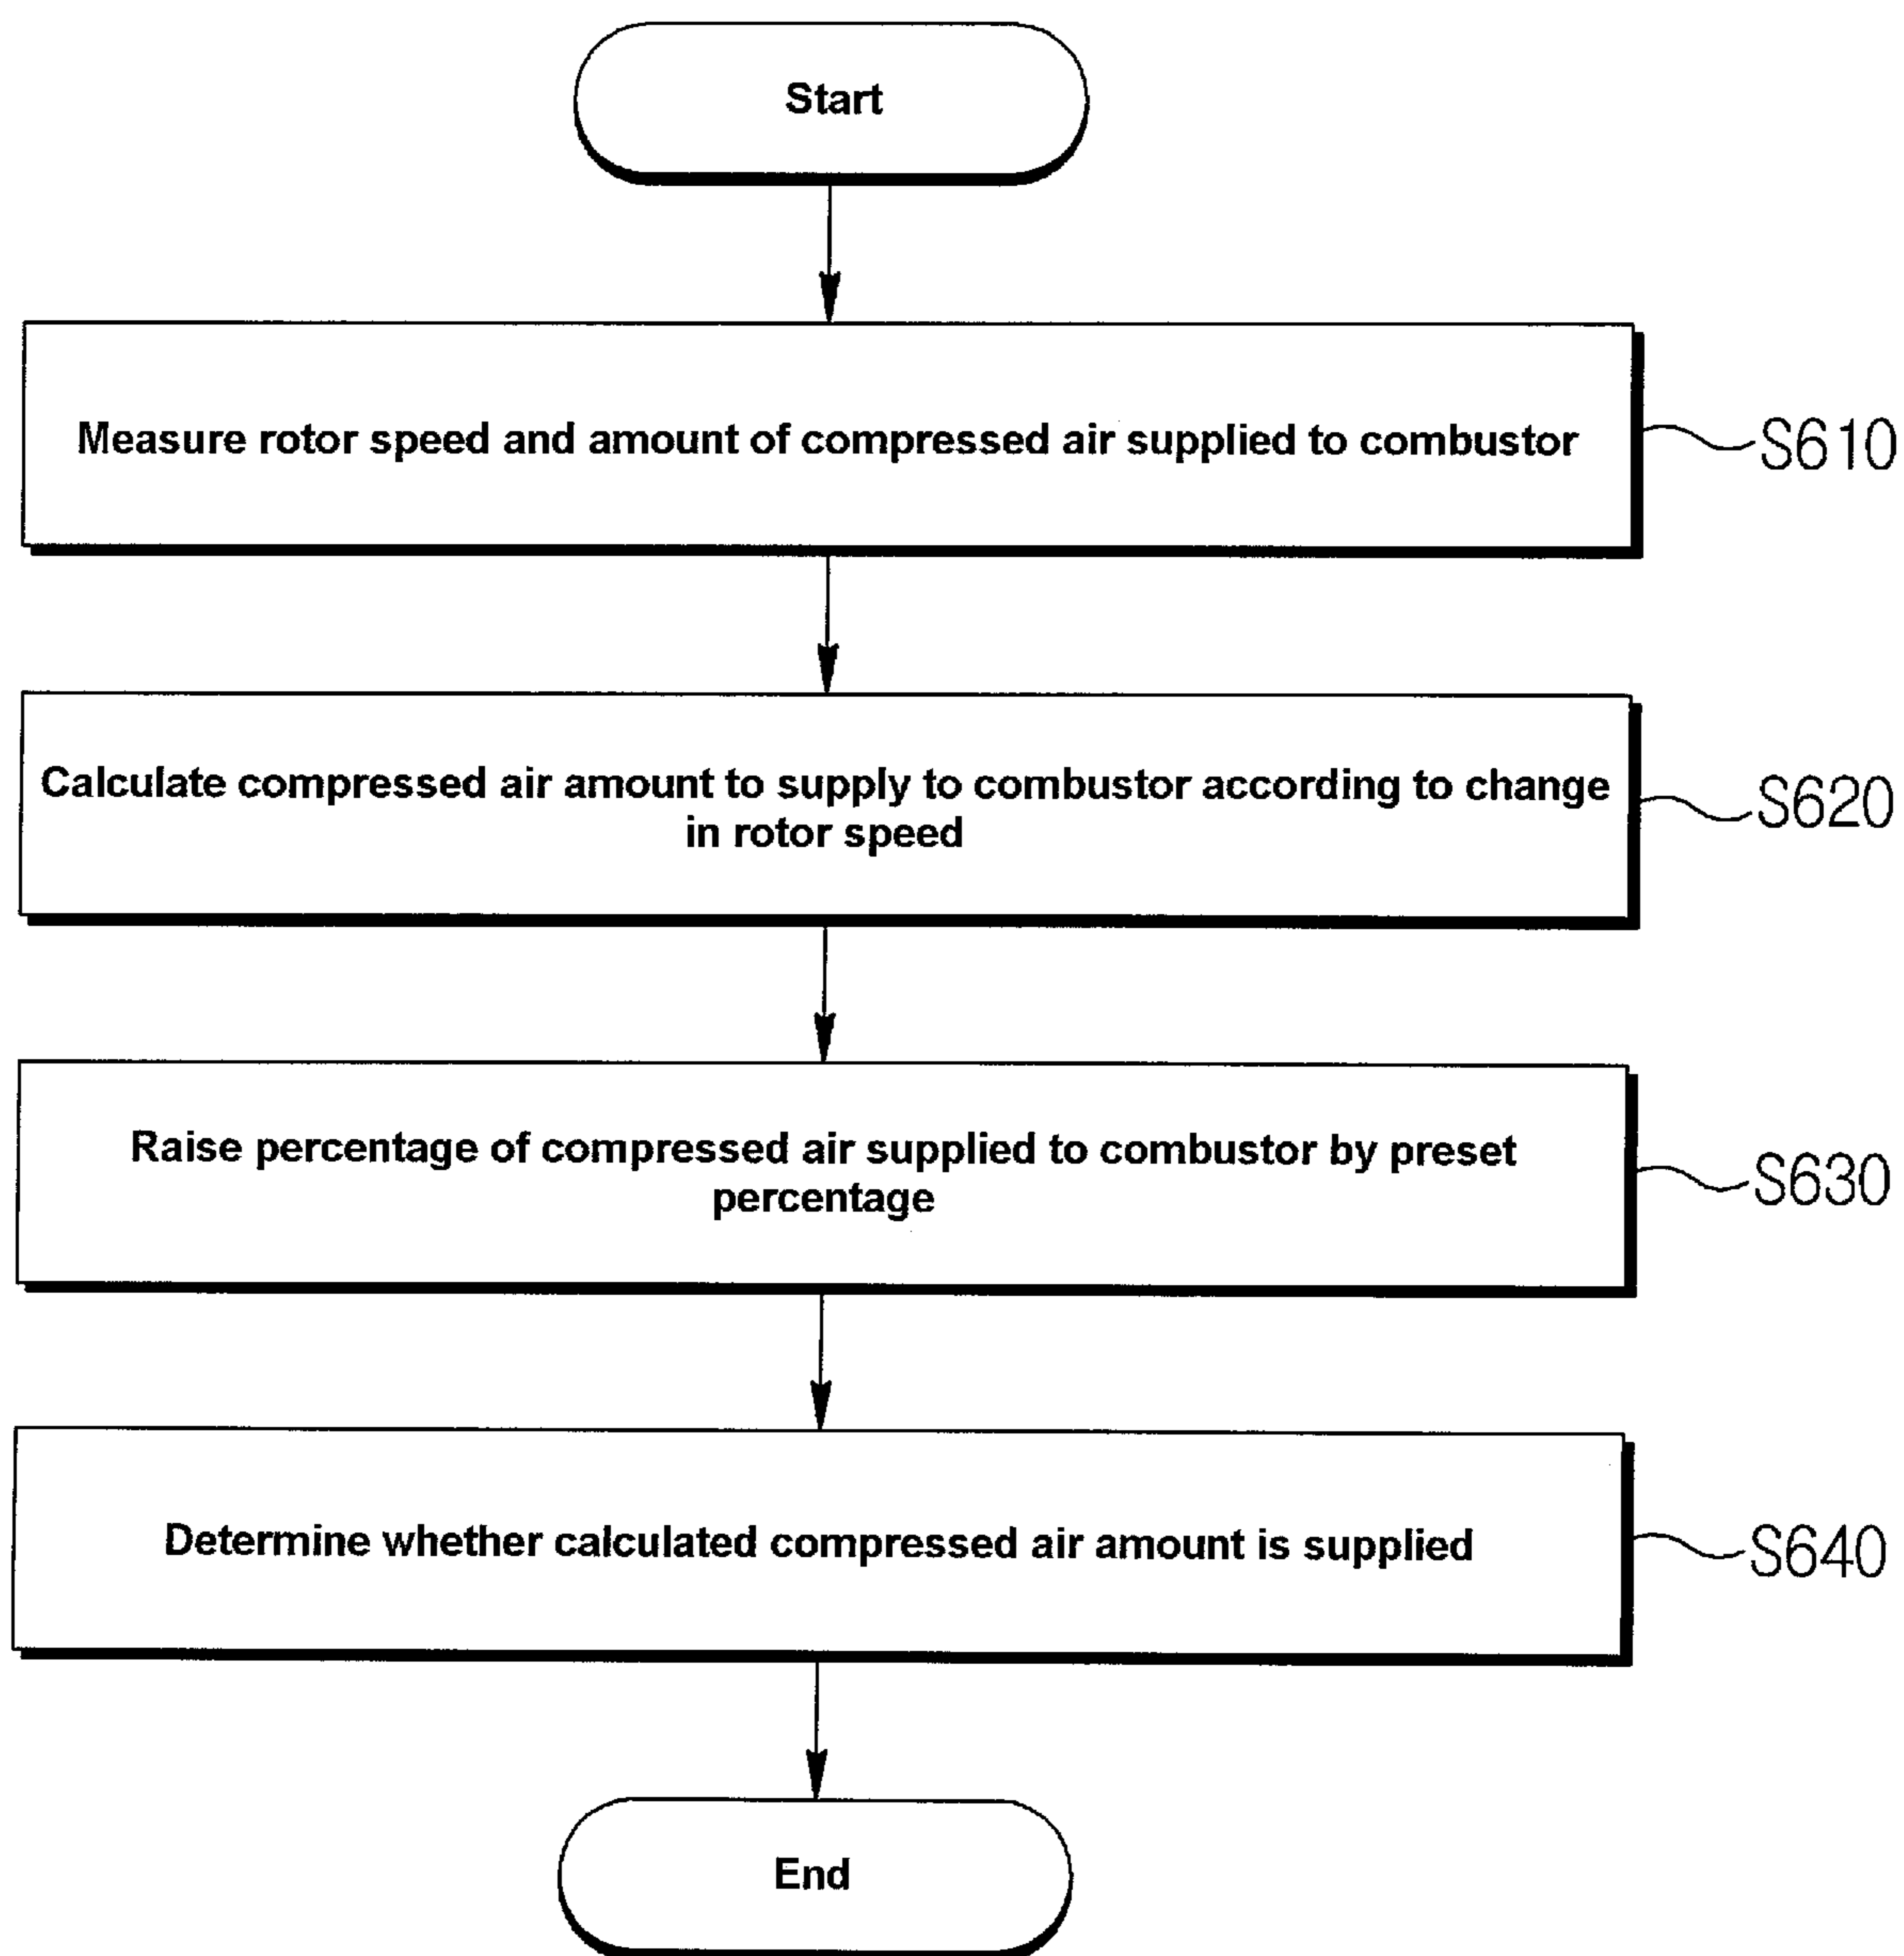 Start
Measure rotor speed and amount of compressed air supplied to combustor
S610
Calculate compressed air amount to supply to combustor according to change
in rotor speed
S620
Raise percentage of compressed air supplied to combustor by preset
percentage
S630
Determine whether calculated compressed air amount is supplied
S640
End